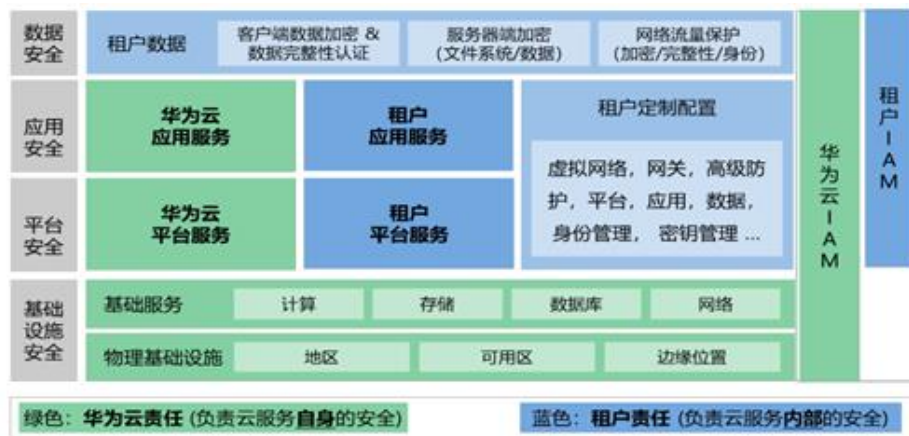 数据
安全
租户数据
客户端数据加密 &
数据完整性认证
服务器端加密
(文件系统/数据)
网络流量保护
(加密/完整性/身份)
应用
安全
华为云
应用服务
租户
应用服务
租户定制配置
虚拟网络，网关，高级防
护，平台，应用，数据，
身份管理， 密钥管理 ...
平台
安全
华为云
平台服务
租户
平台服务
基础
设施
安全
基础服务
计算
存储
数据库
网络
物理基础设施
地区
可用区
边缘位置
华为云IAM
租户IAM
绿色：华为云责任 (负责云服务自身的安全)
蓝色：租户责任 (负责云服务内部的安全)